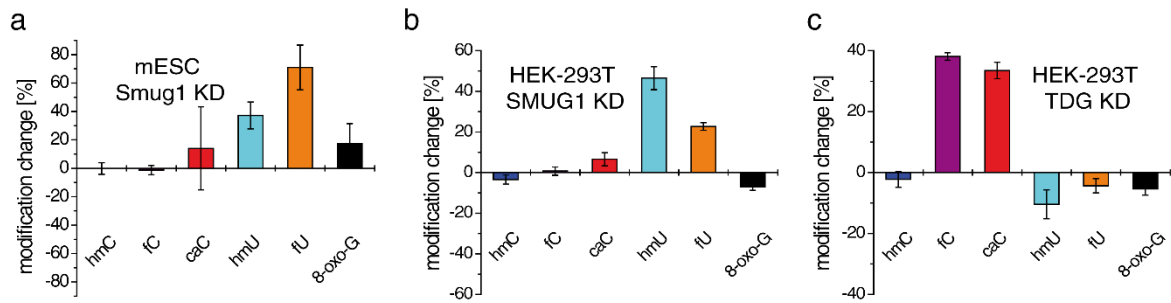 a
mESC
Smug1 KD
modification change [%]
80
60
40
20
0
-20
-40
-60
-80
hmC
fC
caC
hmU
fU
8-oxo-G
b
HEK-293T
SMUG1 KD
modification change [%]
60
40
20
0
-20
-40
-60
hmC
fC
caC
hmU
fU
8-oxo-G
c
HEK-293T
TDG KD
modification change [%]
40
20
0
-20
-40
hmC
fC
caC
hmU
fU
8-oxo-G